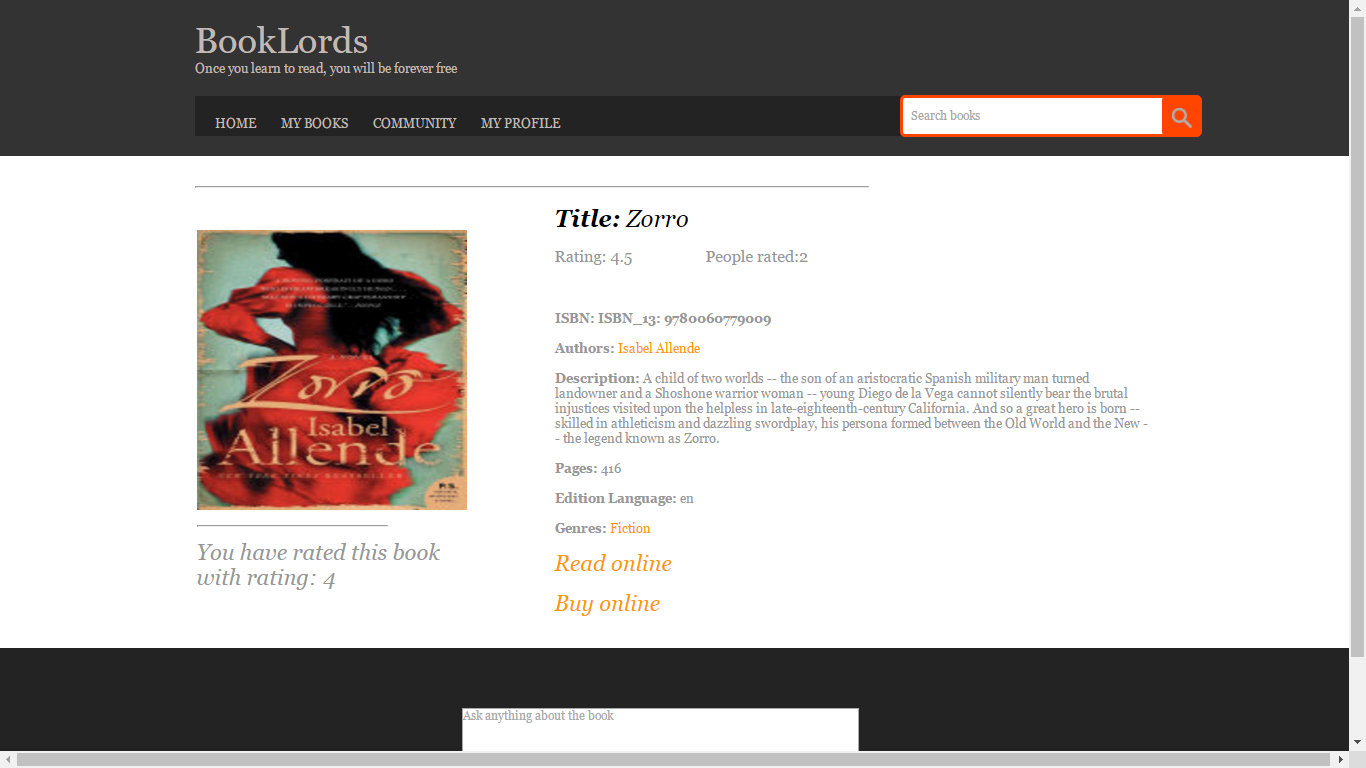 BookLords
Once you learn to read, you will be forever free
HOME MY BOOKS COMMUNITY MY PROFILE
Search books
Title: Zorro
Rating: 4.5 People rated:2
A NOVEL
Zorro
Isabel
Allende
NEW YORK TIMES BESTSELLER
P.S.
ISBN: ISBN_13: 9780060779009
Authors: Isabel Allende
Description: A child of two worlds -- the son of an aristocratic Spanish military man turned
landowner and a Shoshone warrior woman -- young Diego de la Vega cannot silently bear the brutal
injustices visited upon the helpless in late-eighteenth-century California. And so a great hero is born --
skilled in athleticism and dazzling swordplay, his persona formed between the Old World and the New -
- the legend known as Zorro.
Pages: 416
Edition Language: en
Genres: Fiction
Read online
Buy online
You have rated this book
with rating: 4
Ask anything about the book